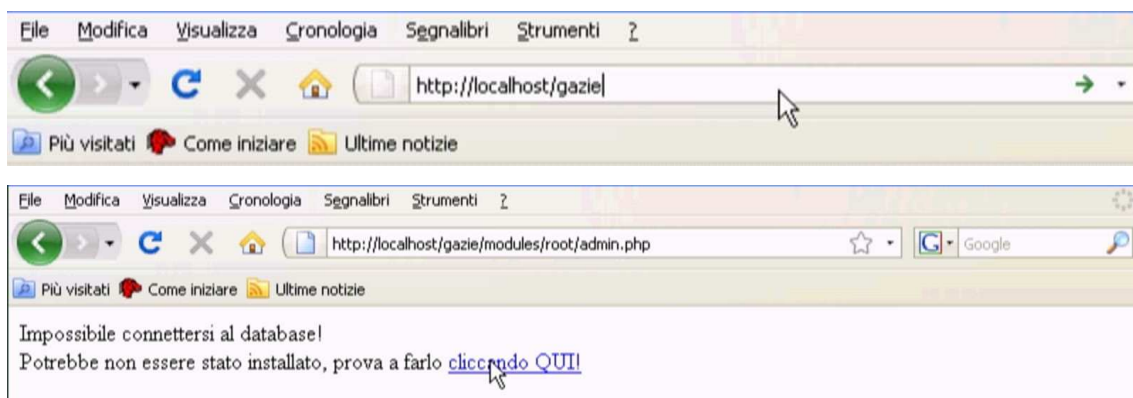 File Modifica Visualizza Cronologia Segnalibri Strumenti ?
http://localhost/gazie
Più visitati Come iniziare Ultime notizie
File Modifica Visualizza Cronologia Segnalibri Strumenti ?
http://localhost/gazie/modules/root/admin.php G Google
Più visitati Come iniziare Ultime notizie
Impossibile connettersi al database!
Potrebbe non essere stato installato, prova a farlo cliccando QUI!